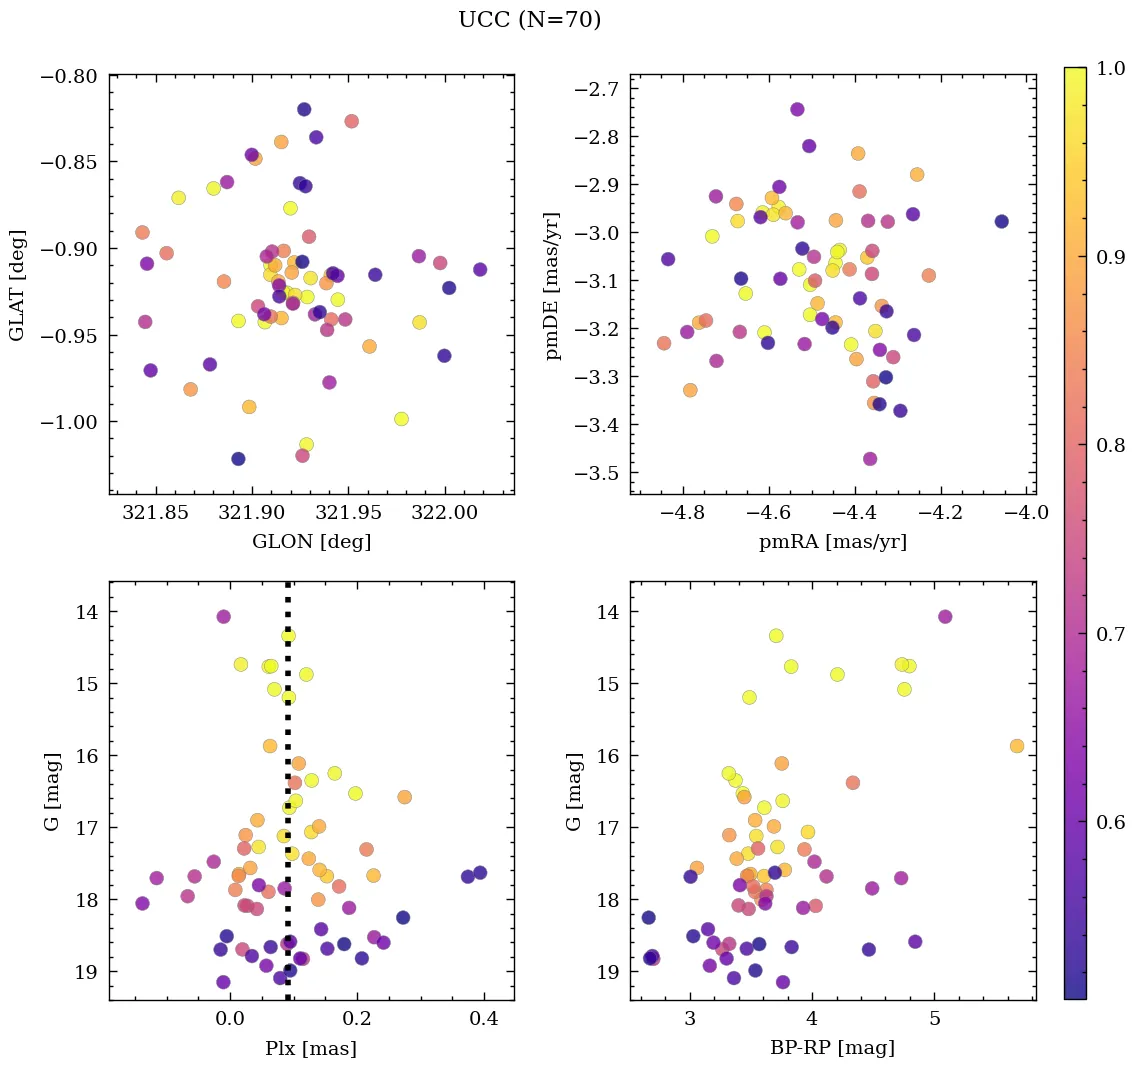 UCC (N=70)
−0.80
−0.85
−0.90
−0.95
−1.00
GLAT [deg]
321.85 321.90 321.95 322.00
GLON [deg]
−2.7
−2.8
−2.9
−3.0
−3.1
−3.2
−3.3
−3.4
−3.5
pmDE [mas/yr]
−4.8 −4.6 −4.4 −4.2 −4.0
pmRA [mas/yr]
1.0
0.9
0.8
0.7
0.6
14
15
16
17
18
19
G [mag]
0.0 0.2 0.4
Plx [mas]
14
15
16
17
18
19
G [mag]
3 4 5
BP-RP [mag]